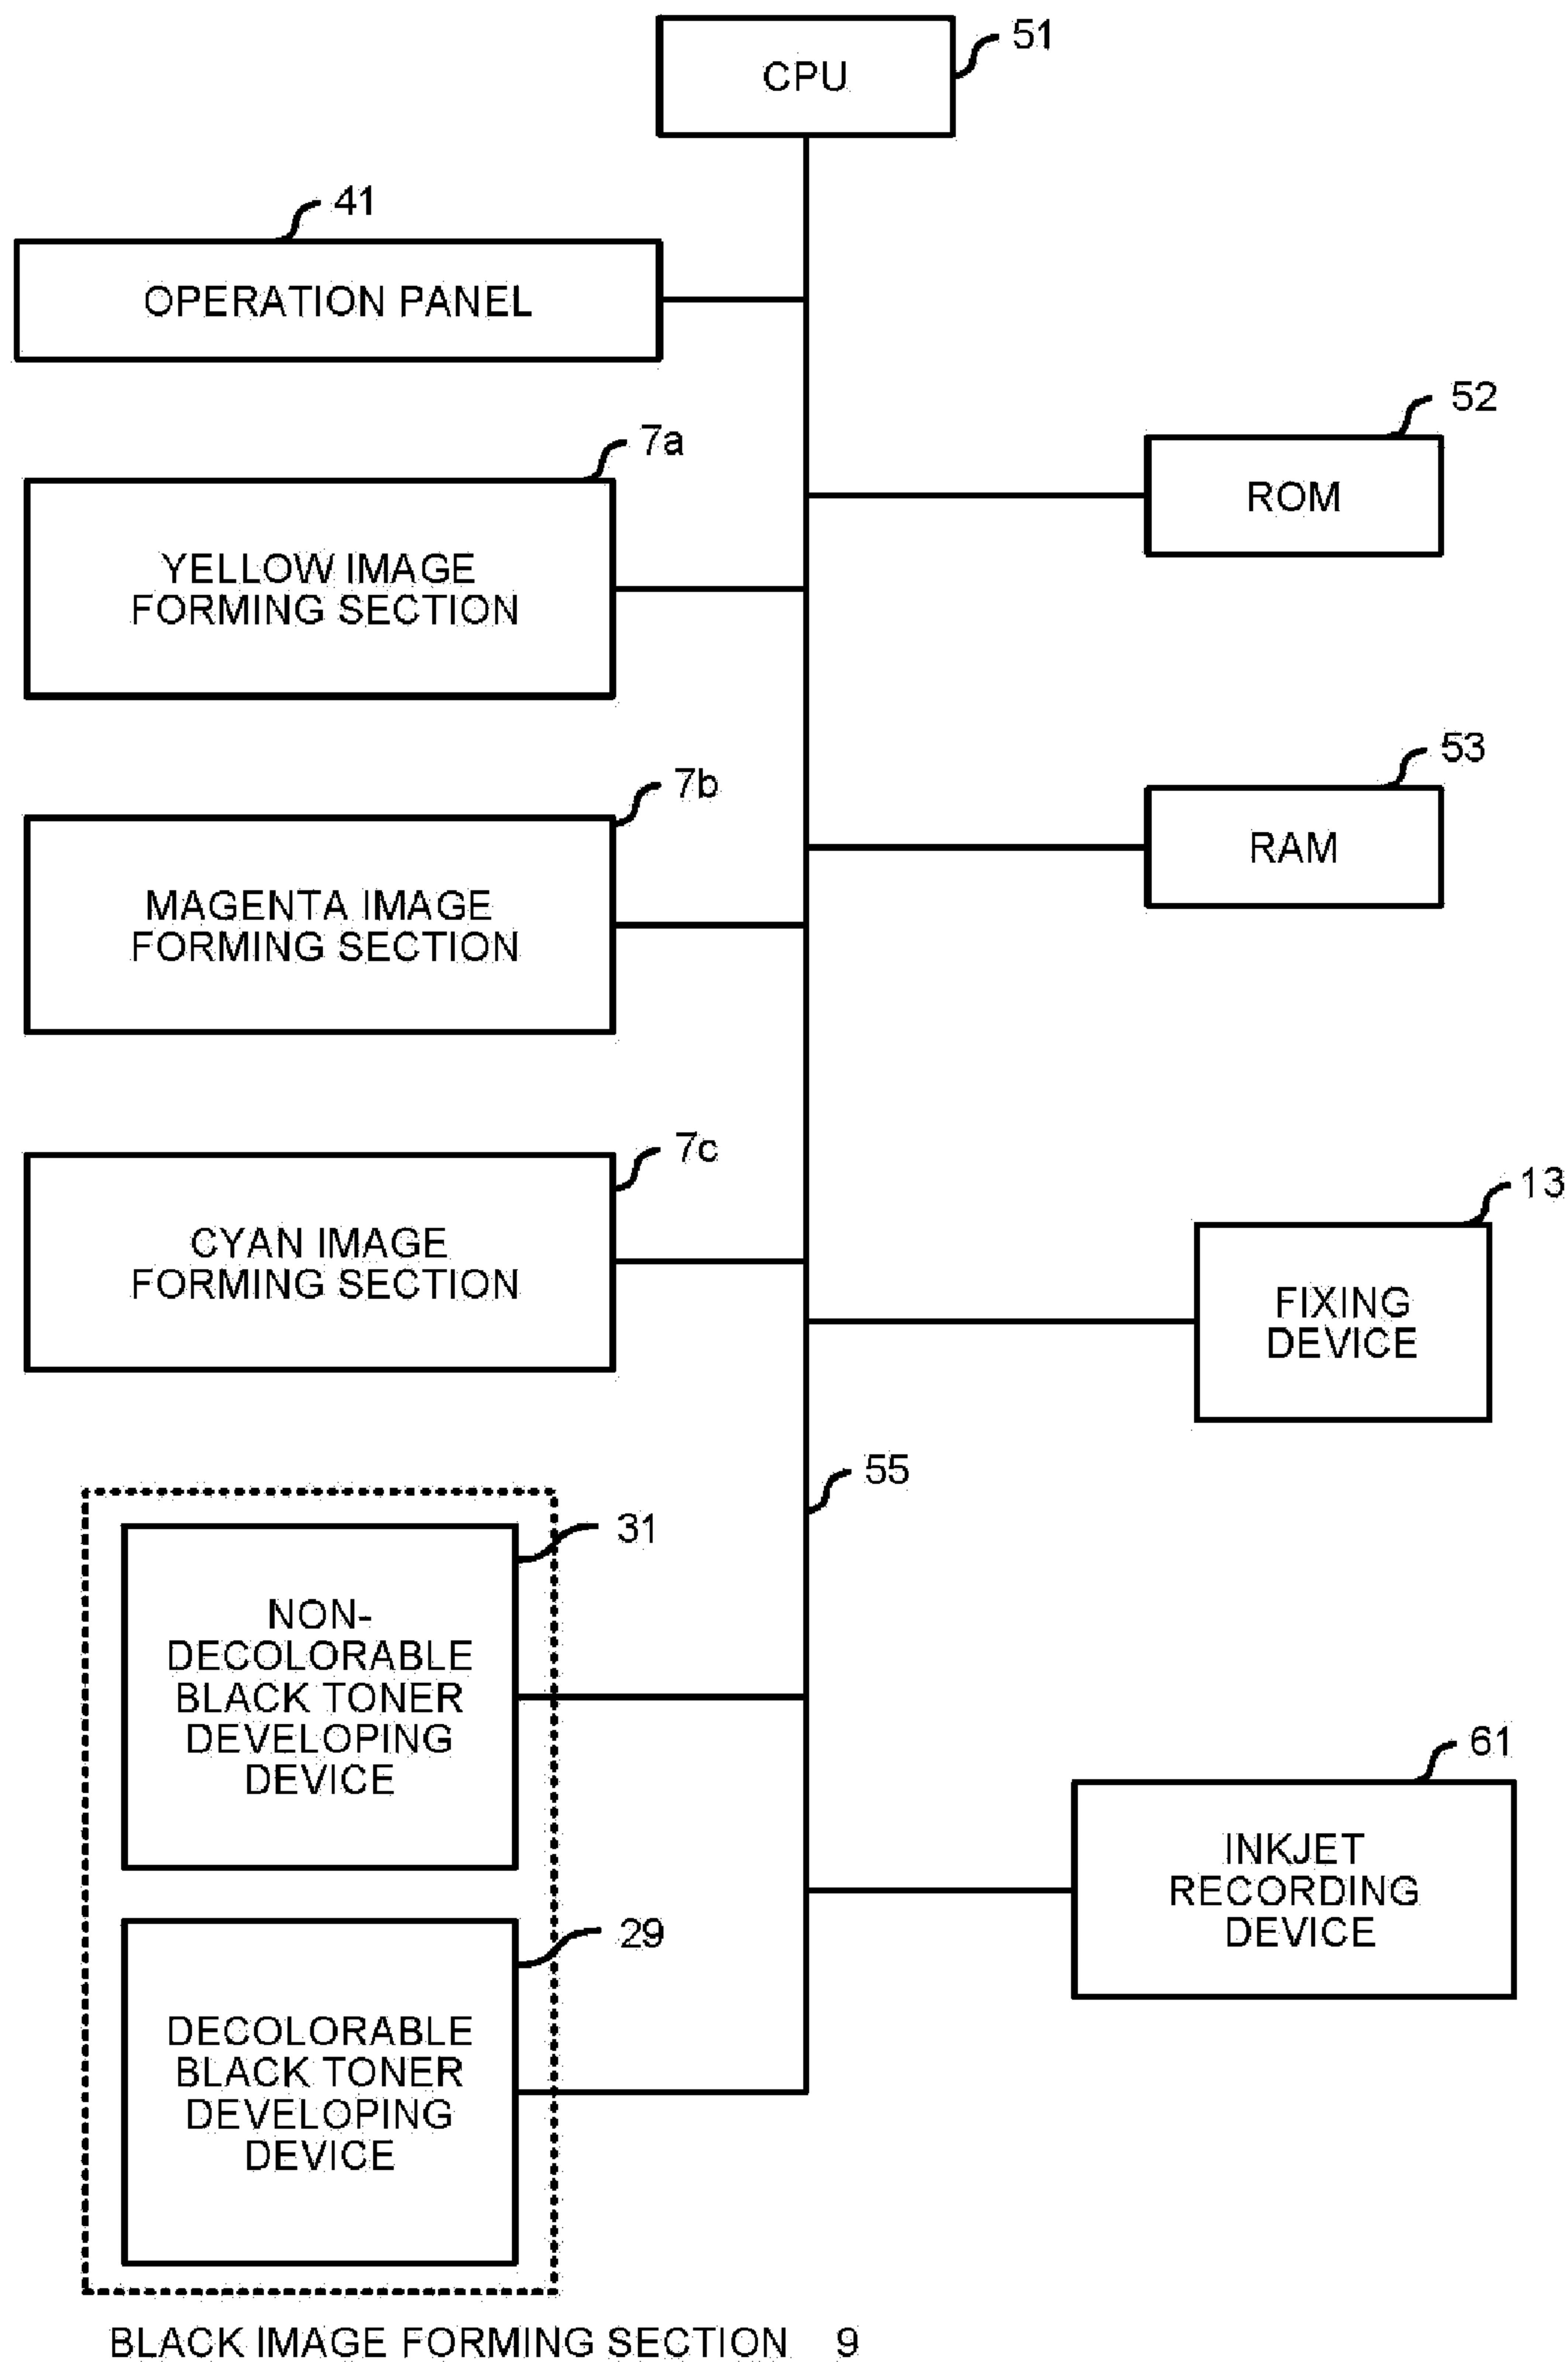 51
CPU
41
OPERATION PANEL
52
ROM
7a
YELLOW IMAGE
FORMING SECTION
53
RAM
7b
MAGENTA IMAGE
FORMING SECTION
7c
CYAN IMAGE
FORMING SECTION
13
FIXING
DEVICE
55
31
NON-
DECOLORABLE
BLACK TONER
DEVELOPING
DEVICE
61
INKJET
RECORDING
DEVICE
29
DECOLORABLE
BLACK TONER
DEVELOPING
DEVICE
BLACK IMAGE FORMING SECTION 9